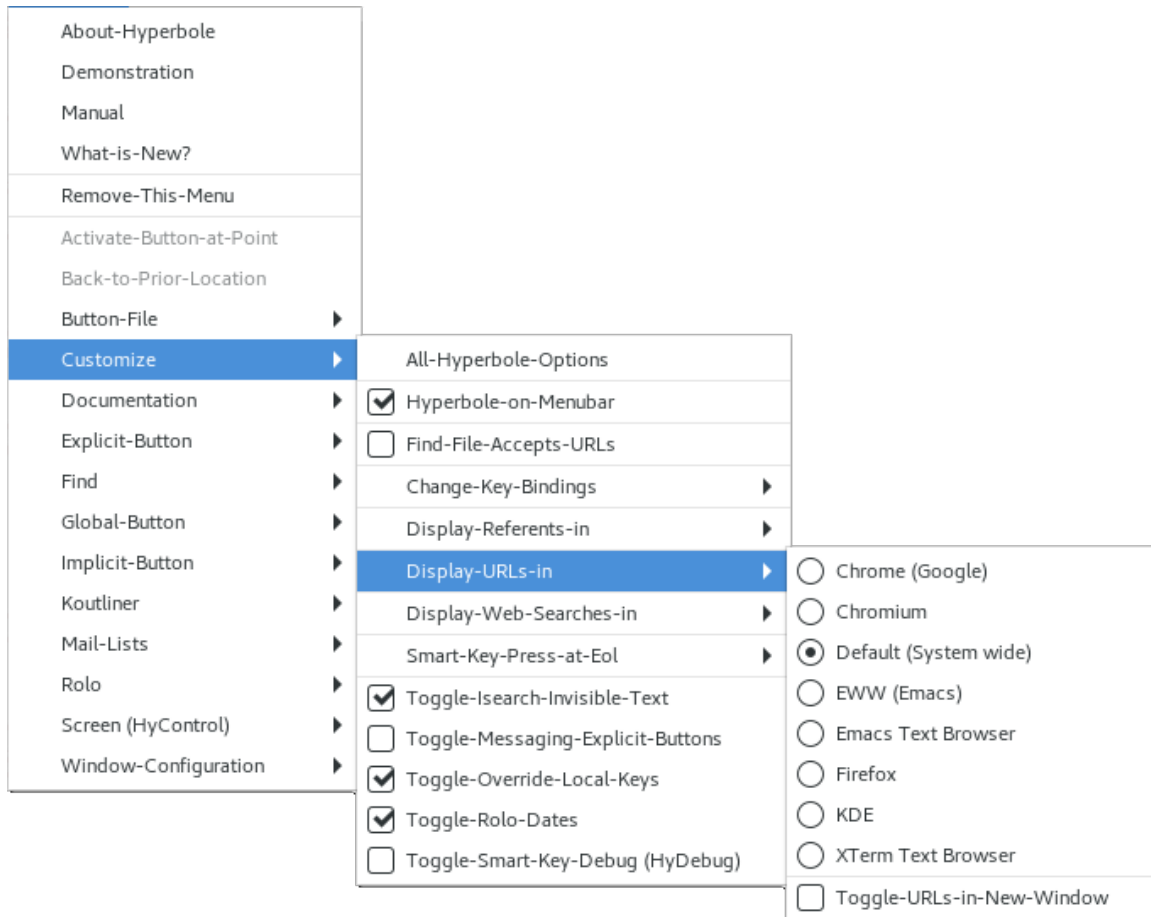 About-Hyperbole
Demonstration
Manual
What-is-New?
Remove-This-Menu
Activate-Button-at-Point
Back-to-Prior-Location
Button-File
Customize
Documentation
Explicit-Button
Find
Global-Button
Implicit-Button
Koutliner
Mail-Lists
Rolo
Screen (HyControl)
Window-Configuration
All-Hyperbole-Options
Hyperbole-on-Menubar
Find-File-Accepts-URLs
Change-Key-Bindings
Display-Referents-in
Display-URLs-in
Display-Web-Searches-in
Smart-Key-Press-at-Eol
Toggle-Isearch-Invisible-Text
Toggle-Messaging-Explicit-Buttons
Toggle-Override-Local-Keys
Toggle-Rolo-Dates
Toggle-Smart-Key-Debug (HyDebug)
Chrome (Google)
Chromium
Default (System wide)
EWW (Emacs)
Emacs Text Browser
Firefox
KDE
XTerm Text Browser
Toggle-URLs-in-New-Window